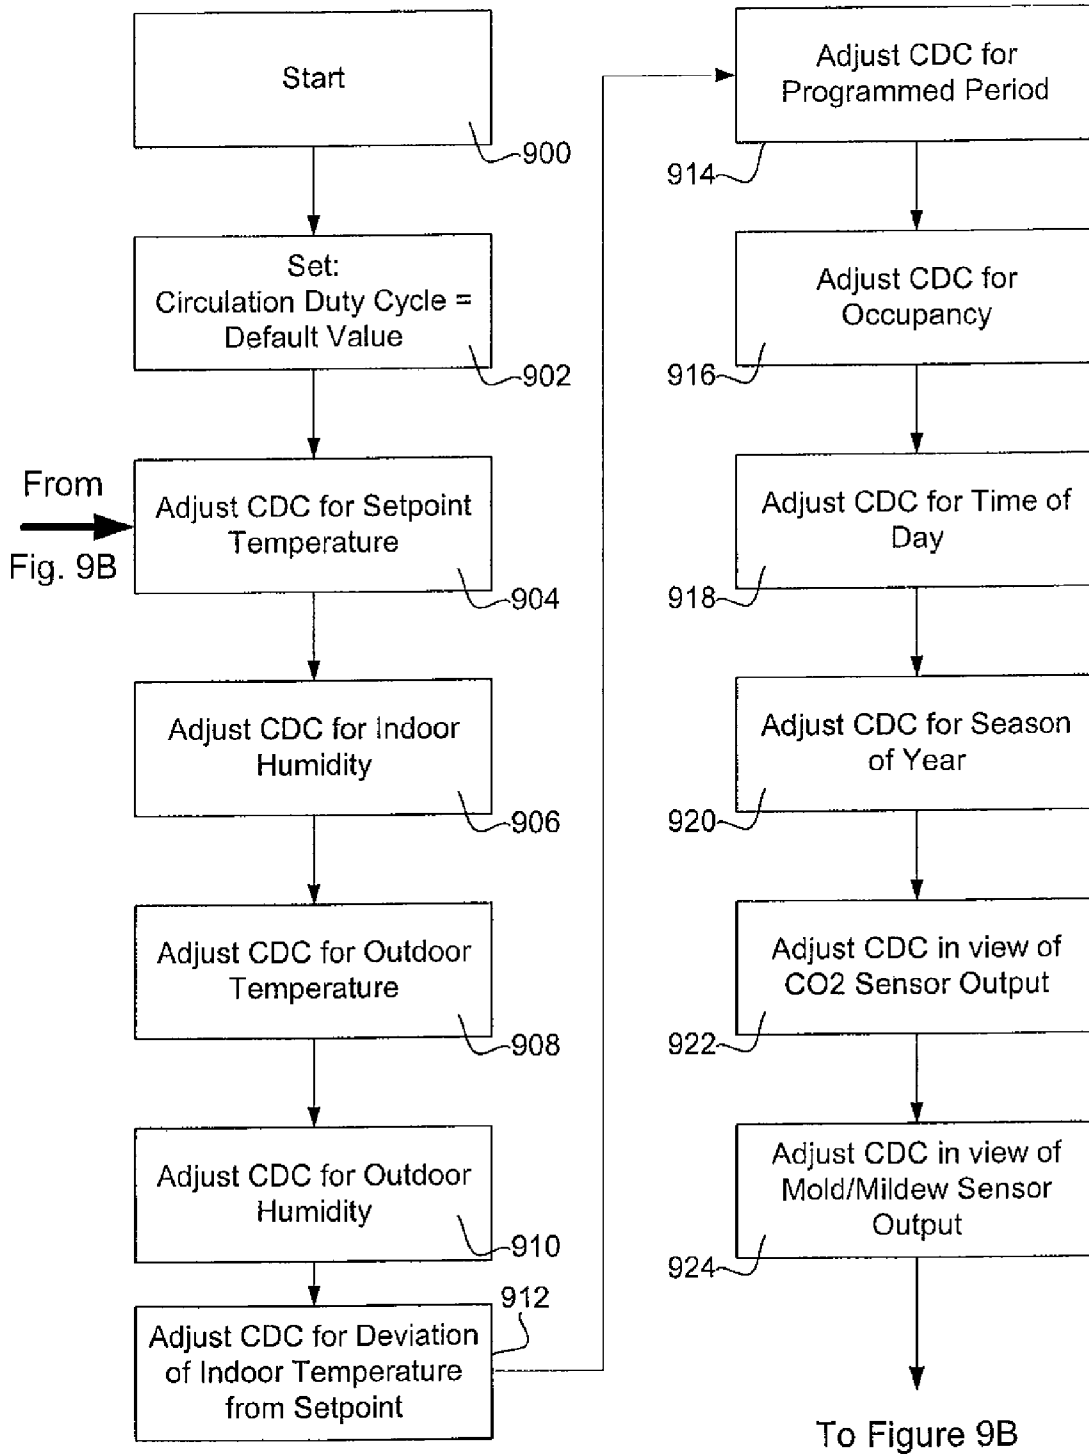 Start
900
Set:
Circulation Duty Cycle =
Default Value
902
From
Fig. 9B
Adjust CDC for Setpoint
Temperature
904
Adjust CDC for Indoor
Humidity
906
Adjust CDC for Outdoor
Temperature
908
Adjust CDC for Outdoor
Humidity
910
912
Adjust CDC for Deviation
of Indoor Temperature
from Setpoint
Adjust CDC for
Programmed Period
914
Adjust CDC for
Occupancy
916
Adjust CDC for Time of
Day
918
Adjust CDC for Season
of Year
920
Adjust CDC in view of
CO2 Sensor Output
922
Adjust CDC in view of
Mold/Mildew Sensor
Output
924
To Figure 9B